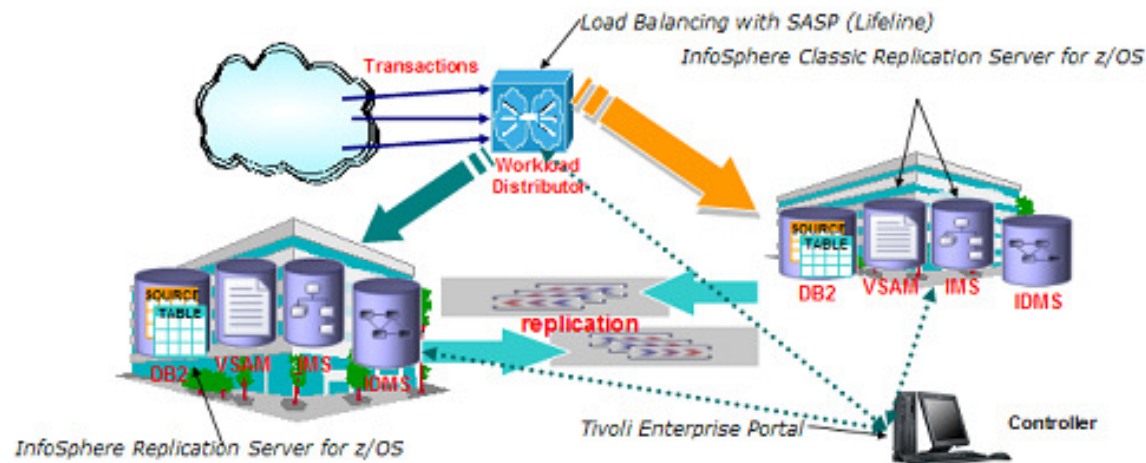 Load Balancing with SASP (Lifeline)
InfoSphere Classic Replication Server for z/OS
Transactions
Workload
Distributor
SOURCE
TABLE
DB2
VSAM
IMS
IDMS
replication
SOURCE
TABLE
DB2
VSAM
IMS
IDMS
InfoSphere Replication Server for z/OS
Tivoli Enterprise Portal
Controller